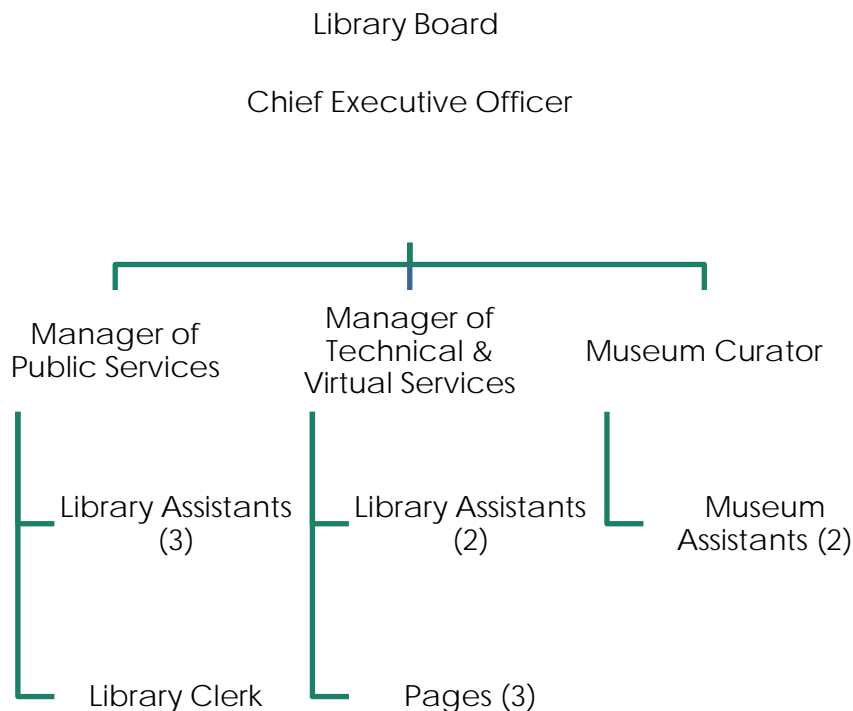 Library Board
Chief Executive Officer
Manager of
Public Services
Manager of
Technical &
Virtual Services
Museum Curator
Library Assistants
(3)
Library Assistants
(2)
Museum
Assistants (2)
Library Clerk
Pages (3)